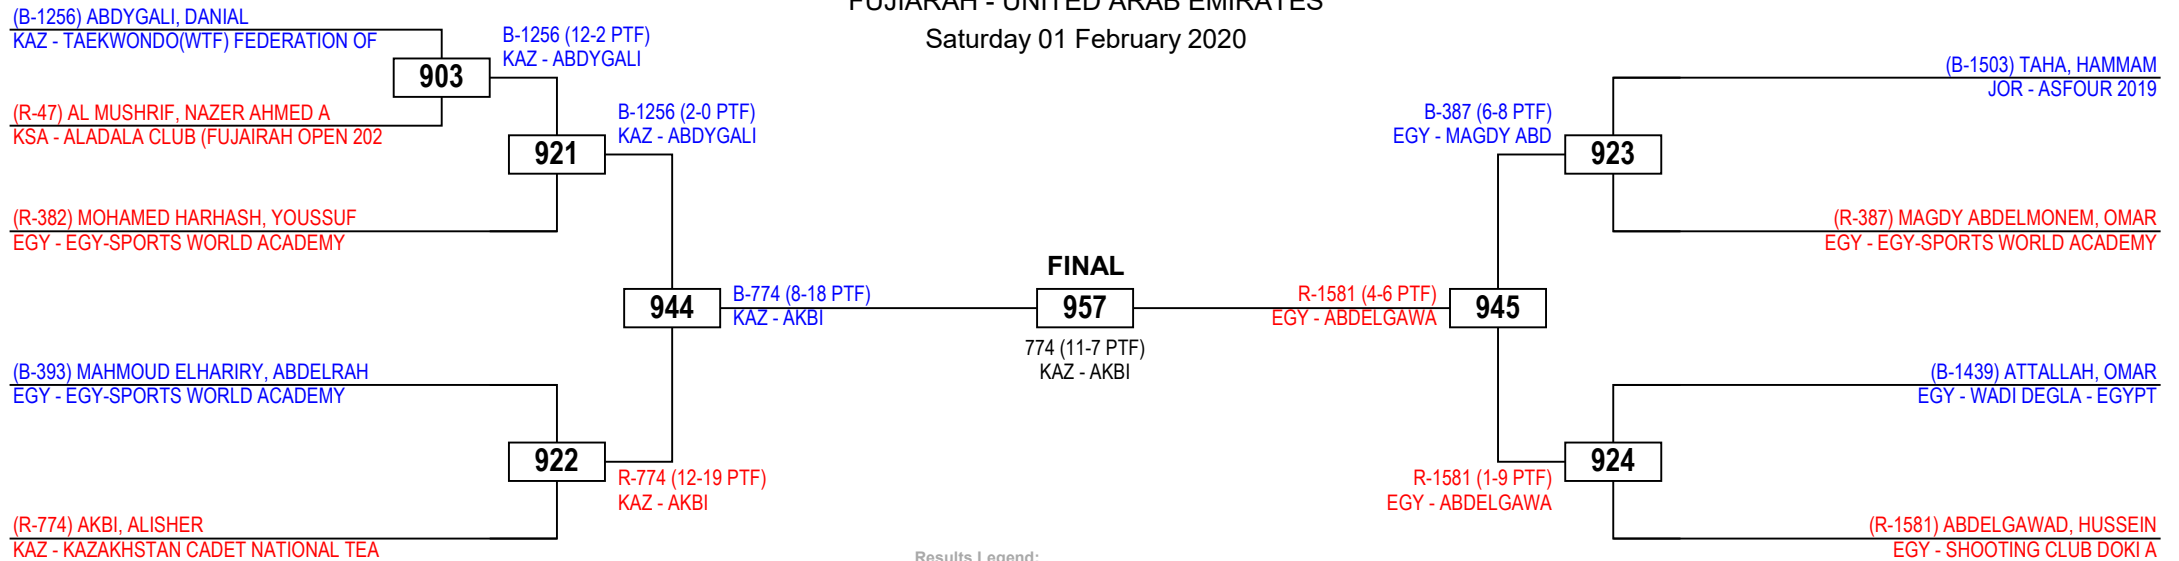 FUJIARAH - UNITED ARAB EMIRATES
Saturday 01 February 2020
(B-1256) ABDYGALI, DANIAL
KAZ - TAEKWONDO(WTF) FEDERATION OF
903
(R-47) AL MUSHRIF, NAZER AHMED A
KSA - ALADALA CLUB (FUJAIRAH OPEN 202
B-1256 (12-2 PTF)
KAZ - ABDYGALI
921
(R-382) MOHAMED HARHASH, YOUSSUF
EGY - EGY-SPORTS WORLD ACADEMY
B-1256 (2-0 PTF)
KAZ - ABDYGALI
944
B-774 (8-18 PTF)
KAZ - AKBI
(B-393) MAHMOUD ELHARIRY, ABDELRAH
EGY - EGY-SPORTS WORLD ACADEMY
922
R-774 (12-19 PTF)
KAZ - AKBI
(R-774) AKBI, ALISHER
KAZ - KAZAKHSTAN CADET NATIONAL TEA
FINAL
957
774 (11-7 PTF)
KAZ - AKBI
R-1581 (4-6 PTF)
EGY - ABDELGAWA
945
B-387 (6-8 PTF)
EGY - MAGDY ABD
923
(B-1503) TAHA, HAMMAM
JOR - ASFOUR 2019
(R-387) MAGDY ABDELMONEM, OMAR
EGY - EGY-SPORTS WORLD ACADEMY
(B-1439) ATTALLAH, OMAR
EGY - WADI DEGLA - EGYPT
924
R-1581 (1-9 PTF)
EGY - ABDELGAWA
(R-1581) ABDELGAWAD, HUSSEIN
EGY - SHOOTING CLUB DOKI A
Results Legend: